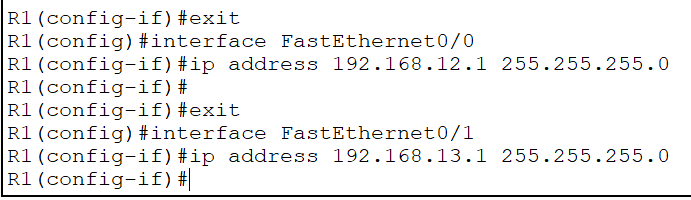 R1(config-if)#exit
R1(config)#interface FastEthernet0/0
R1(config-if)#ip address 192.168.12.1 255.255.255.0
R1(config-if)#
R1(config-if)#exit
R1(config)#interface FastEthernet0/1
R1(config-if)#ip address 192.168.13.1 255.255.255.0
R1(config-if)#